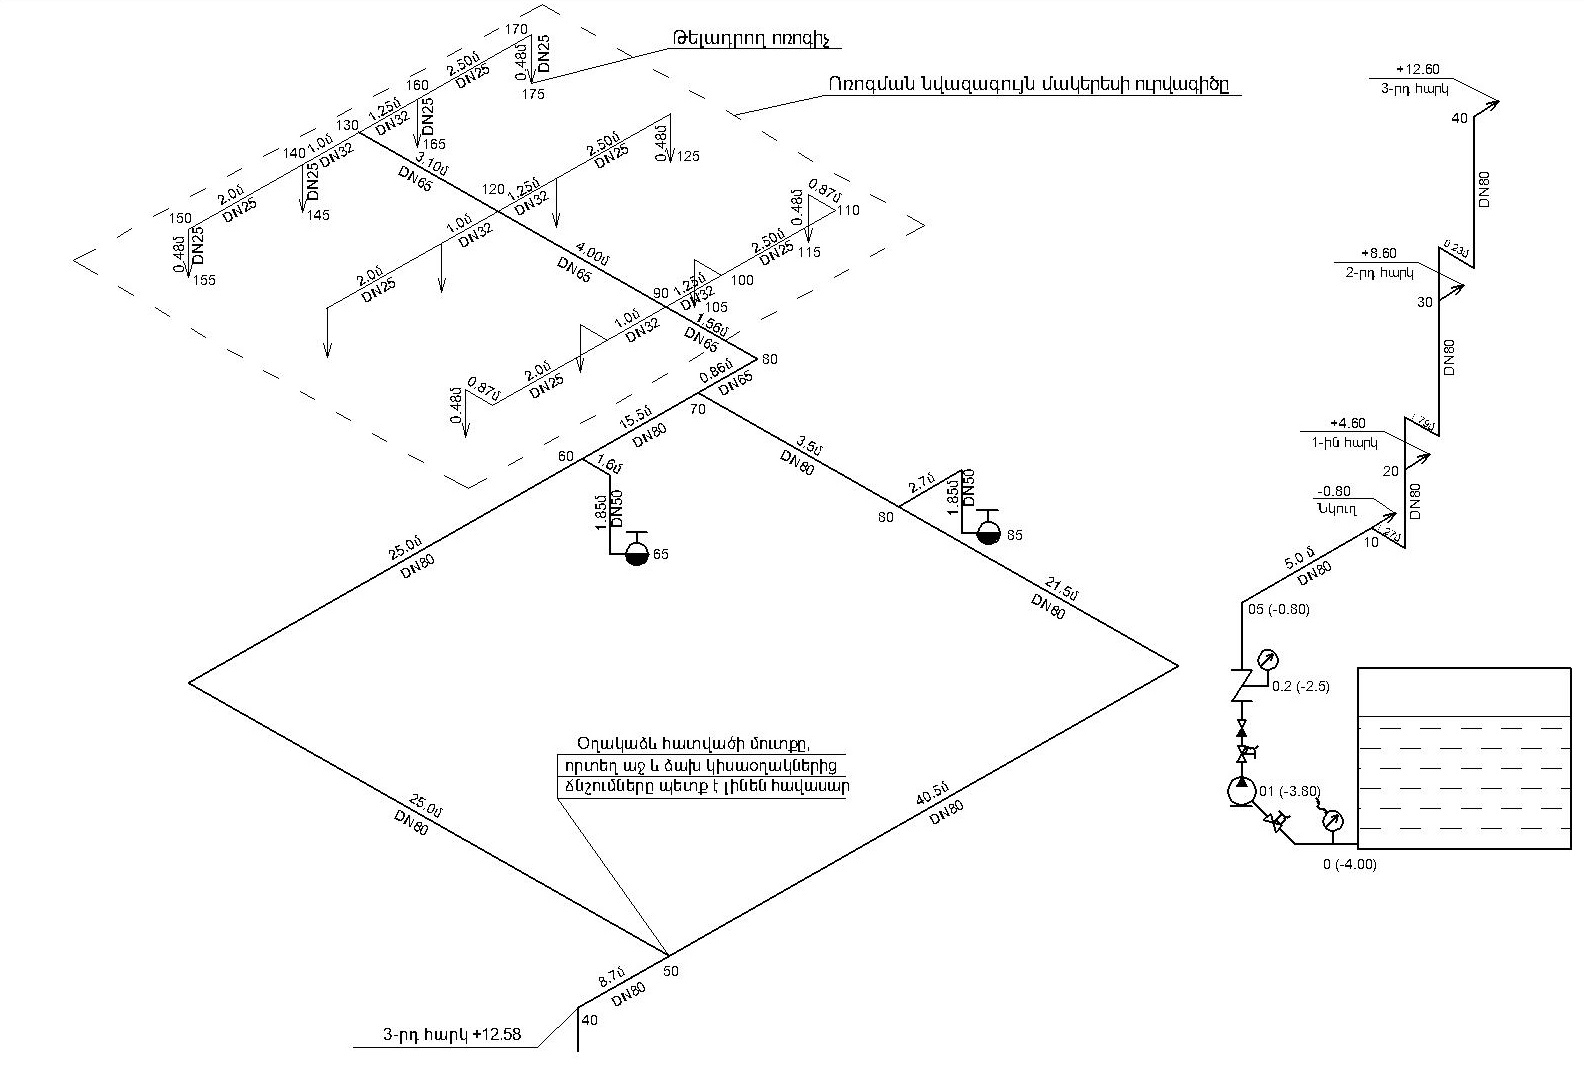 170
2.50մ
DN25
0.48մ
DN25
175
Թելադրող ոռոգիչ
Ոռոգման նվազագույն մակերեսի ուրվագիծը
160
1.25մ
DN32
DN25
165
130
1.0մ
DN32
140
DN25
145
2.0մ
DN25
150
0.48մ
DN25
155
3.10մ
DN65
120
1.25մ
DN32
2.50մ
DN25
0.48մ
125
1.0մ
DN32
2.0մ
DN25
4.00մ
DN65
0.87մ
0.48մ
110
115
2.50մ
DN25
100
90
1.25մ
DN32
105
1.0մ
DN32
2.0մ
DN25
0.87մ
0.48մ
1.56մ
DN65
80
0.86մ
DN65
70
15.5մ
DN80
60
1.6մ
1.85մ
DN50
65
3.5մ
DN80
80
2.7մ
1.85մ
DN50
85
25.0մ
DN80
21.5մ
DN80
Օղակաձև հատվածի մուտքը,
որտեղ աջ և ձախ կիսաօղակներից
ճնշումները պետք է լինեն հավասար
25.0մ
DN80
40.5մ
DN80
50
8.7մ
DN80
40
3-րդ հարկ +12.58
+12.60
3-րդ հարկ
40
DN80
0.23մ
+8.60
2-րդ հարկ
30
DN80
1.79մ
+4.60
1-ին հարկ
20
DN80
-0.80
Նկուղ
10
5.0 մ
DN80
05 (-0.80)
0.2 (-2.5)
01 (-3.80)
0 (-4.00)